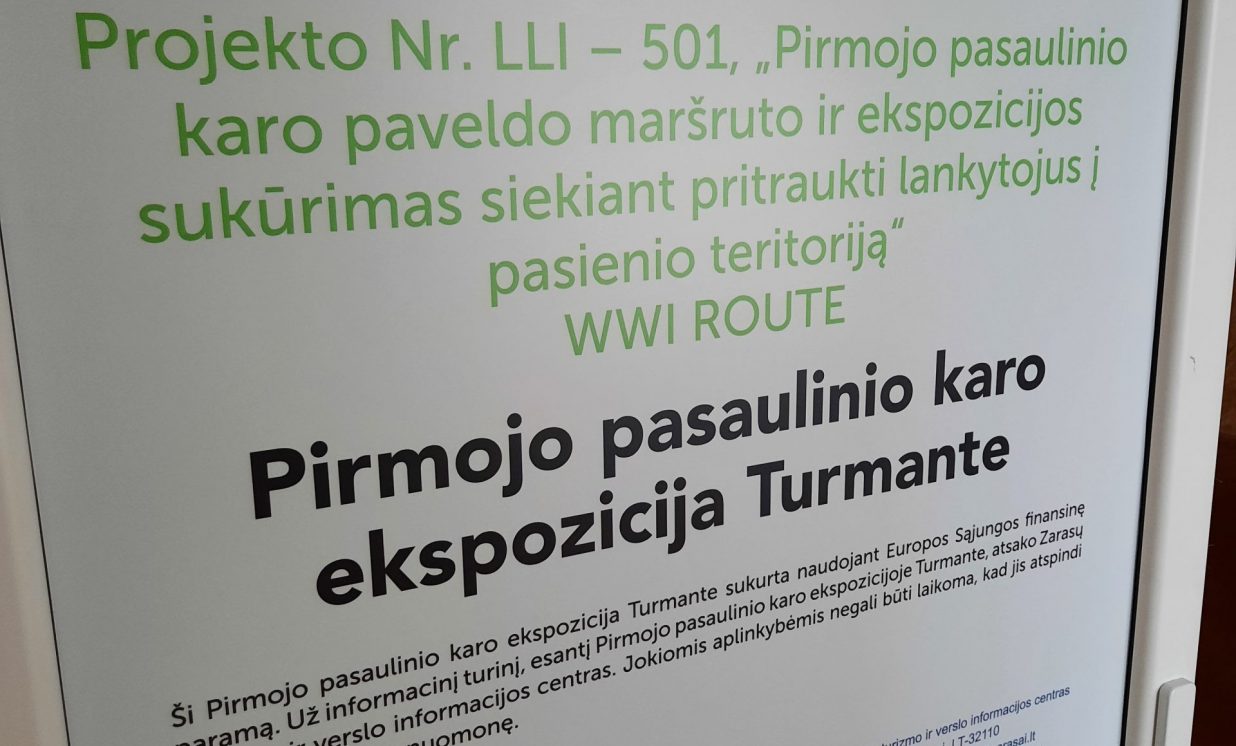 Projekto Nr. LLI – 501, „Pirmojo pasaulinio
karo paveldo maršruto ir ekspozicijos
sukūrimas siekiant pritraukti lankytojus į
pasienio teritoriją“
WWI ROUTE
Pirmojo pasaulinio karo
ekspozicija Turmante
Ši Pirmojo pasaulinio karo ekspozicija Turmante sukurta naudojant Europos Sąjungos finansinę
paramą. Už informacinį turinį, esantį Pirmojo pasaulinio karo ekspozicijoje Turmante, atsako Zarasų
ir verslo informacijos centras. Jokiomis aplinkybėmis negali būti laikoma, kad jis atspindi
nuomonę.
turizmo ir verslo informacijos centras
LT-32110